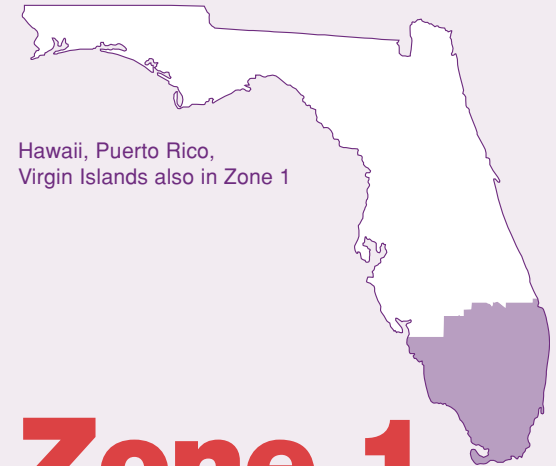 Hawaii, Puerto Rico,
Virgin Islands also in Zone 1
Zone 1